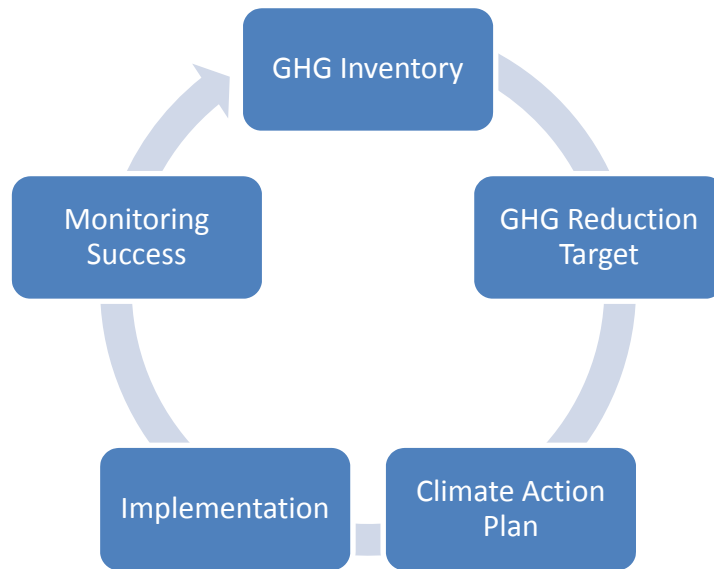 GHG Inventory
GHG Reduction
Target
Climate Action
Plan
Implementation
Monitoring
Success